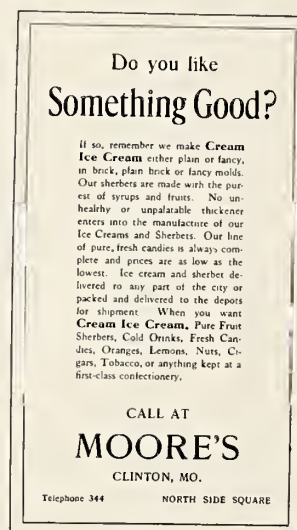 Do you like
Something Good?
If so, remember we make Cream
Ice Cream either plain or fancy,
in brick, plain brick or fancy molds.
Our sherbets are made with the pur-
est of syrups and fruits. No un-
healthy or unpalatable thickener
enters into the manufacture of our
Ice Creams and Sherbets. Our line
of pure, fresh candies is always com-
plete and prices are as low as the
lowest. Ice cream and sherbet de-
livered to any part of the city or
packed and delivered to the depots
for shipment. When you want
Cream Ice Cream, Pure Fruit
Sherbets, Cold Drinks, Fresh Can-
dies, Oranges, Lemons, Nuts, Ci-
gars, Tobacco, or anything kept at a
first-class confectionery,
CALL AT
MOORE'S
CLINTON, MO.
Telephone 344 NORTH SIDE SQUARE